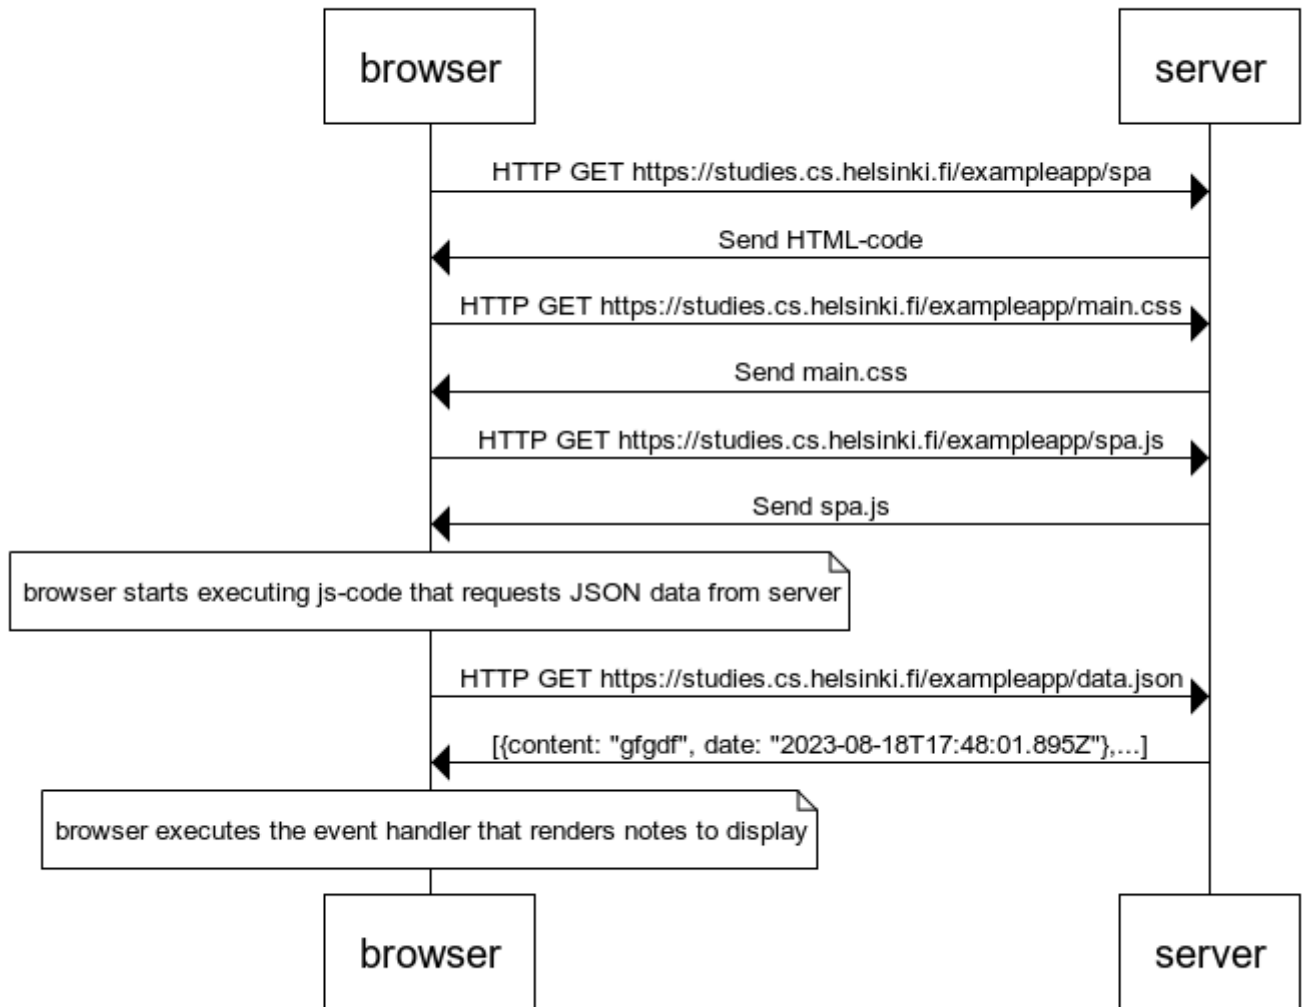 browser
server
HTTP GET https://studies.cs.helsinki.fi/exampleapp/spa
Send HTML-code
HTTP GET https://studies.cs.helsinki.fi/exampleapp/main.css
Send main.css
HTTP GET https://studies.cs.helsinki.fi/exampleapp/spa.js
Send spa.js
browser starts executing js-code that requests JSON data from server
HTTP GET https://studies.cs.helsinki.fi/exampleapp/data.json
[{content: "gfgdf", date: "2023-08-18T17:48:01.895Z"},...]
browser executes the event handler that renders notes to display
browser
server